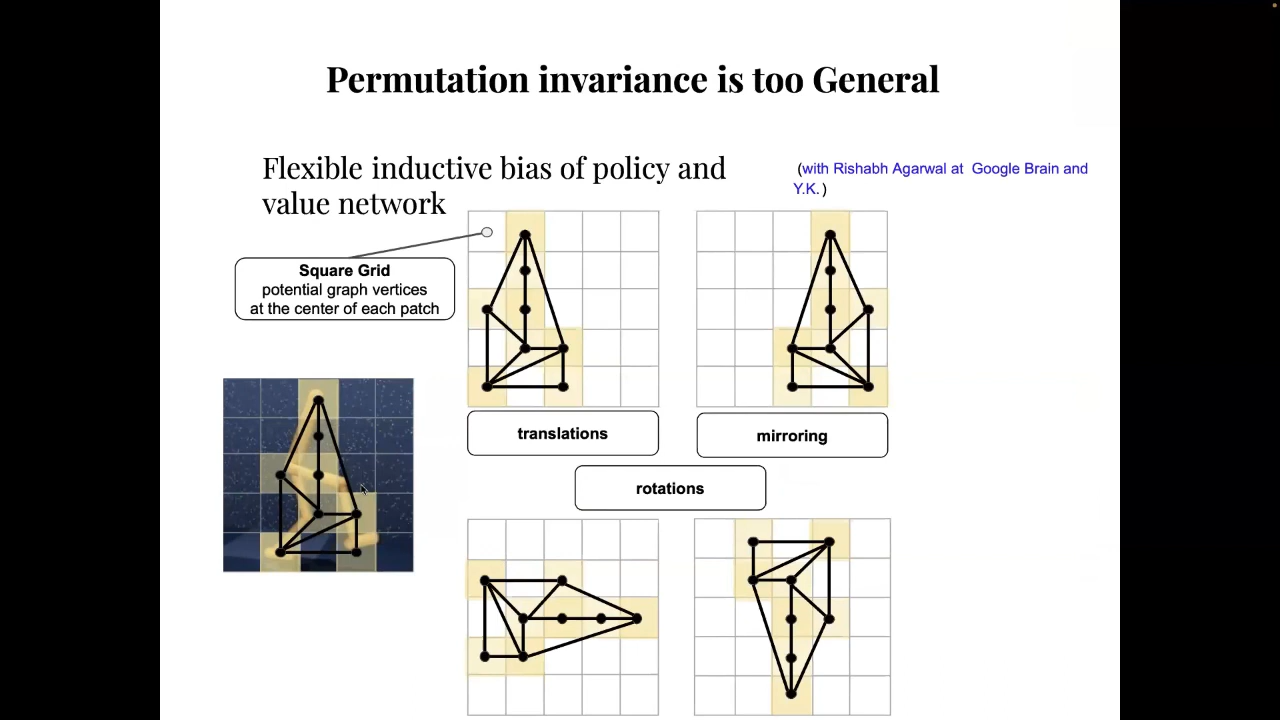 Permutation invariance is too General
Flexible inductive bias of policy and
value network
(with Rishabh Agarwal at Google Brain and
Y.K.)
Square Grid
potential graph vertices
at the center of each patch
translations
mirroring
rotations